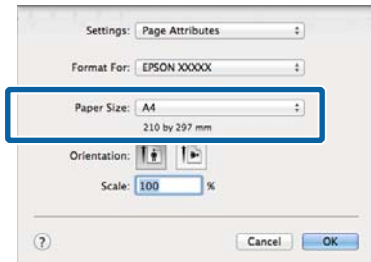 Settings: Page Attributes
Format For: EPSON XXXXX
Paper Size: A4
210 by 297 mm
Orientation:
Scale: 100 %
? Cancel OK